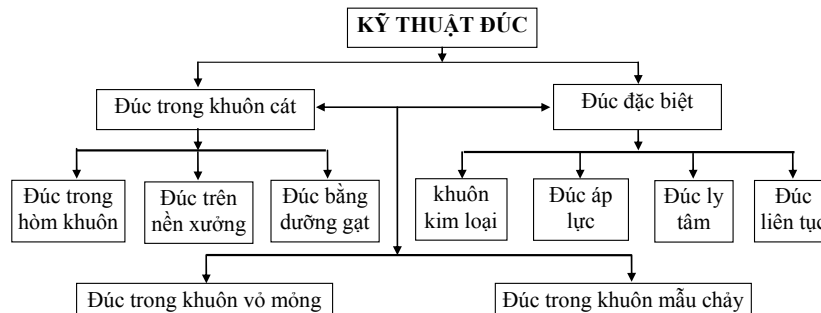 KỸ THUẬT ĐÚC
Đúc trong khuôn cát
Đúc đặc biệt
Đúc trong
hòm khuôn
Đúc trên
nền xưởng
Đúc bằng
dưỡng gạt
khuôn
kim loại
Đúc áp
lực
Đúc ly
tâm
Đúc
liên tục
Đúc trong khuôn vỏ mỏng
Đúc trong khuôn mẫu chảy